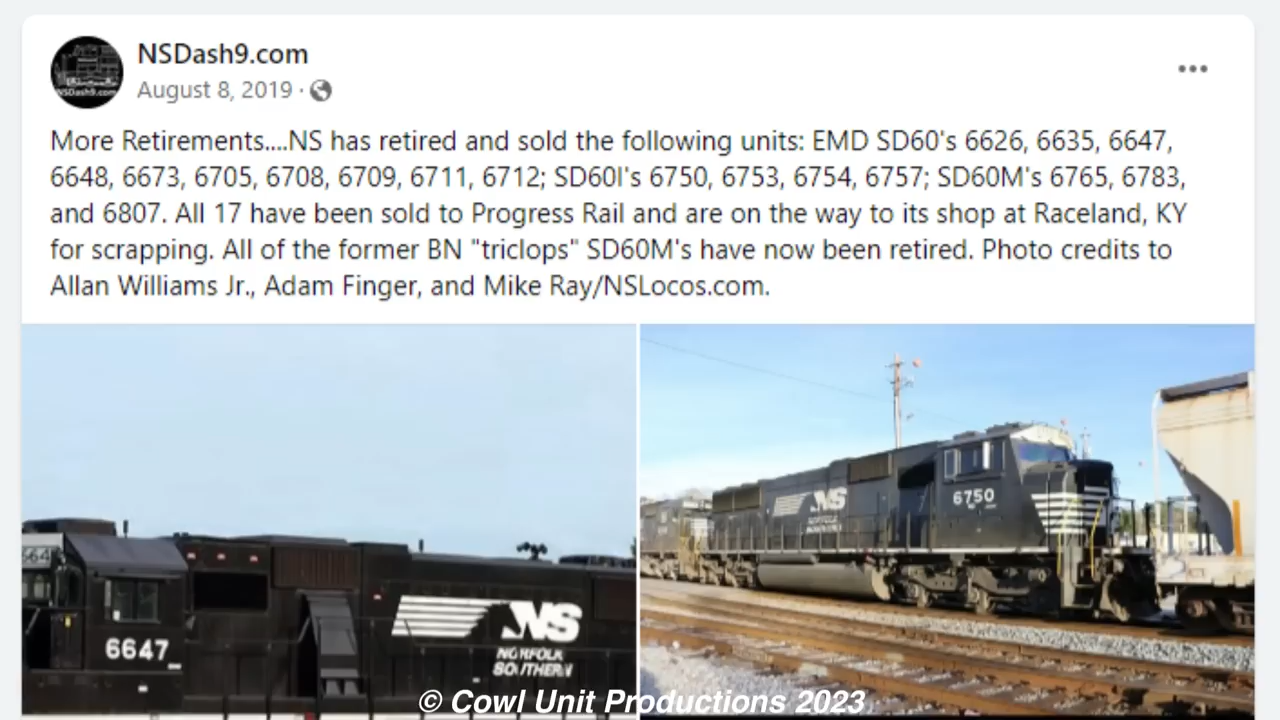 NSDash9.com
NSDash9.com
August 8, 2019 ·
More Retirements....NS has retired and sold the following units: EMD SD60's 6626, 6635, 6647,
6648, 6673, 6705, 6708, 6709, 6711, 6712; SD60I's 6750, 6753, 6754, 6757; SD60M's 6765, 6783,
and 6807. All 17 have been sold to Progress Rail and are on the way to its shop at Raceland, KY
for scrapping. All of the former BN "triclops" SD60M's have now been retired. Photo credits to
Allan Williams Jr., Adam Finger, and Mike Ray/NSLocos.com.
6647
NS
NORFOLK
SOUTHERN
NS
NORFOLK
SOUTHERN
6750
© Cowl Unit Productions 2023